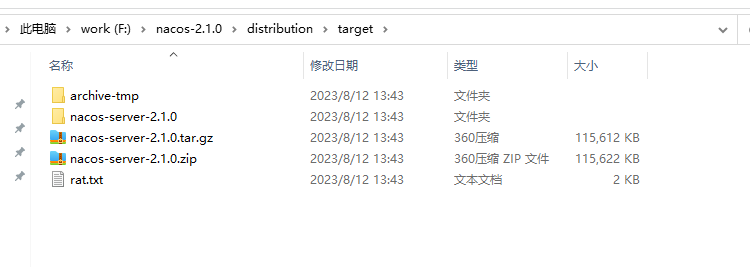 此电脑 › work (F:) › nacos-2.1.0 › distribution › target ›
名称 修改日期 类型 大小
archive-tmp 2023/8/12 13:43 文件夹
nacos-server-2.1.0 2023/8/12 13:43 文件夹
nacos-server-2.1.0.tar.gz 2023/8/12 13:43 360压缩 115,612 KB
nacos-server-2.1.0.zip 2023/8/12 13:43 360压缩 ZIP 文件 115,622 KB
rat.txt 2023/8/12 13:43 文本文档 2 KB